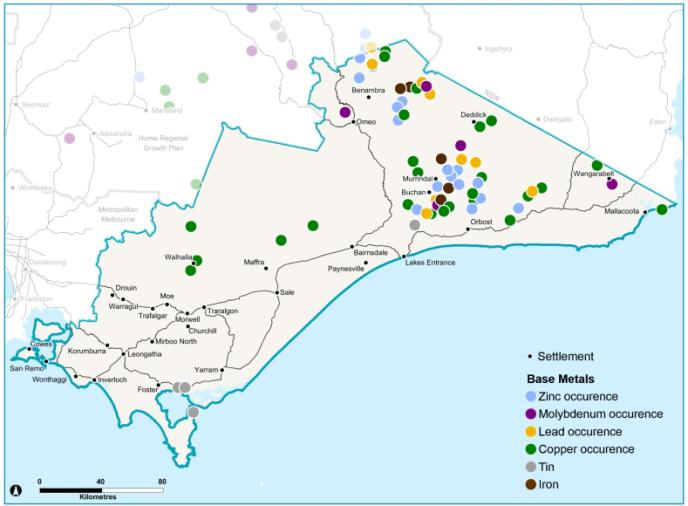 Ingebyra
Benambra
NSW
Seymour
Mansfield
Omeo
Deddick
Delegate
Eden
Alexandra
Hume Regional
Growth Plan
Whittlesea
Murrindal
Wangarabell
Buchan
Metropolitan
Melbourne
Mallacoota
Orbost
Bairnsdale
Walhalla
Maffra
Paynesville
Lakes Entrance
Dandenong
Drouin
Moe
Sale
Frankston
Warragul
Trafalgar
Morwell
Traralgon
Churchill
Cowes
Korumburra
Mirboo North
Leongatha
San Remo
Wonthaggi
Inverloch
Yarram
Foster
Settlement
Base Metals
Zinc occurence
Molybdenum occurence
Lead occurence
Copper occurence
Tin
Iron
0 40 80
Kilometres